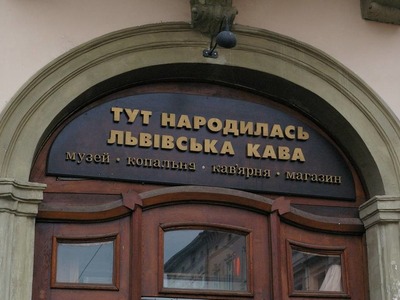 ТУТ НАРОДИЛАСЬ
ЛЬВІВСЬКА КАВА
музей · копальня · кав'ярня · магазин